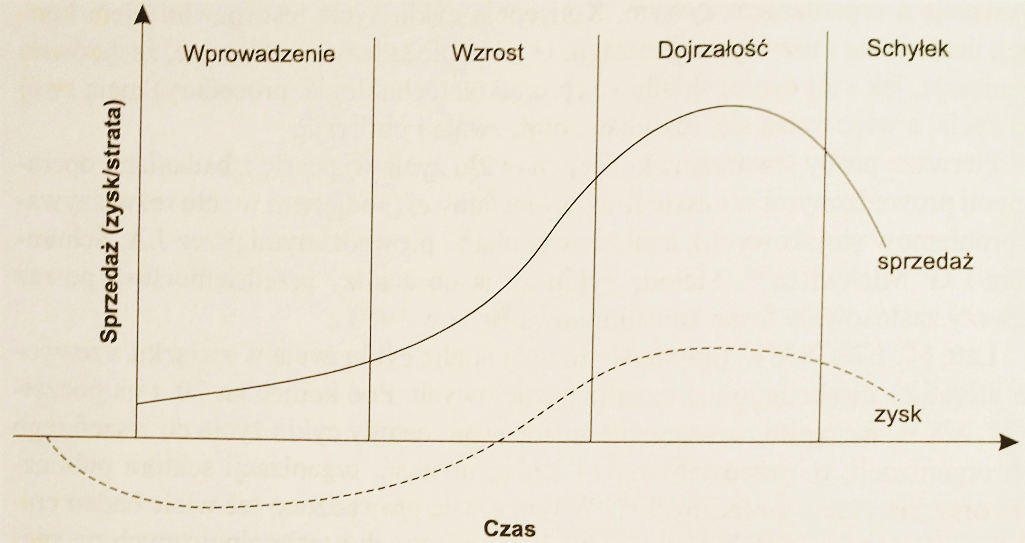 Wprowadzenie
Wzrost
Dojrzałość
Schyłek
Sprzedaż (zysk/strata)
sprzedaż
zysk
Czas